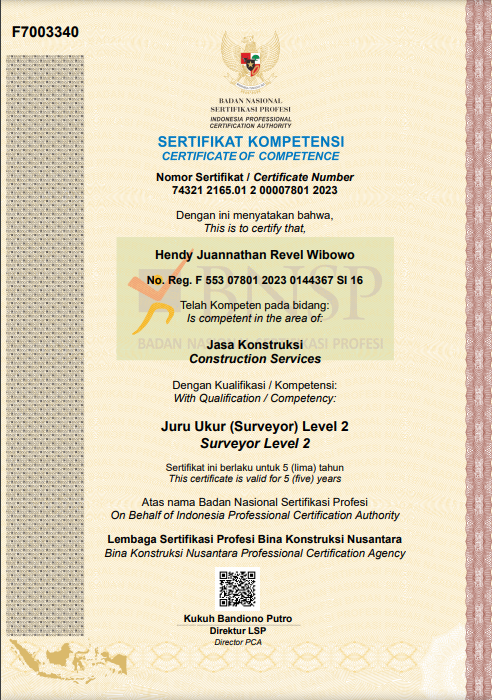 F7003340
BADAN NASIONAL
SERTIFIKASI PROFESI
INDONESIA PROFESSIONAL
CERTIFICATION AUTHORITY
SERTIFIKAT KOMPETENSI
CERTIFICATE OF COMPETENCE
Nomor Sertifikat / Certificate Number
74321 2165.01 2 00007801 2023
Dengan ini menyatakan bahwa,
This is to certify that,
Hendy Juannathan Revel Wibowo
No. Reg. F 553 07801 2023 0144367 SI 16
BNSP
Telah Kompeten pada bidang:
Is competent in the area of:
Jasa Konstruksi
BADAN NASIONAL SERTIFIKASI PROFESI
Construction Services
Dengan Kualifikasi / Kompetensi:
With Qualification / Competency:
Juru Ukur (Surveyor) Level 2
Surveyor Level 2
Sertifikat ini berlaku untuk 5 (lima) tahun
This certificate is valid for 5 (five) years
Atas nama Badan Nasional Sertifikasi Profesi
On Behalf of Indonesia Professional Certification Authority
Lembaga Sertifikasi Profesi Bina Konstruksi Nusantara
Bina Konstruksi Nusantara Professional Certification Agency
Kukuh Bandiono Putro
Direktur LSP
Director PCA